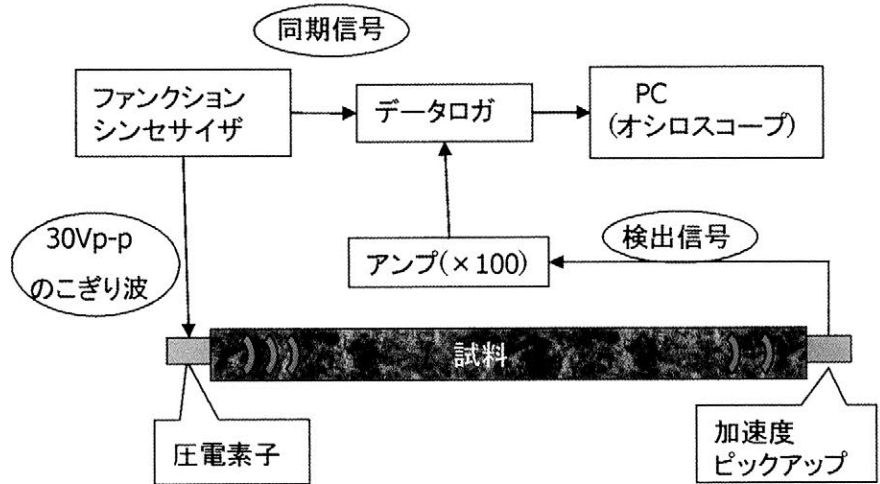 同期信号
ファンクション
シンセサイザ
データロガ
PC
(オシロスコープ)
30Vp-p
のこぎり波
アンプ(×100)
検出信号
試料
圧電素子
加速度
ピックアップ